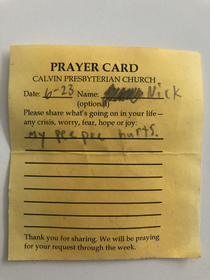 PRAYER CARD
CALVIN PRESBYTERIAN CHURCH
Date: 6-23 Name: Nick
(optional)
Please share what's going on in your life—
any crisis, worry, fear, hope or joy:
my peepee hurts.
Thank you for sharing. We will be praying
for your request through the week.